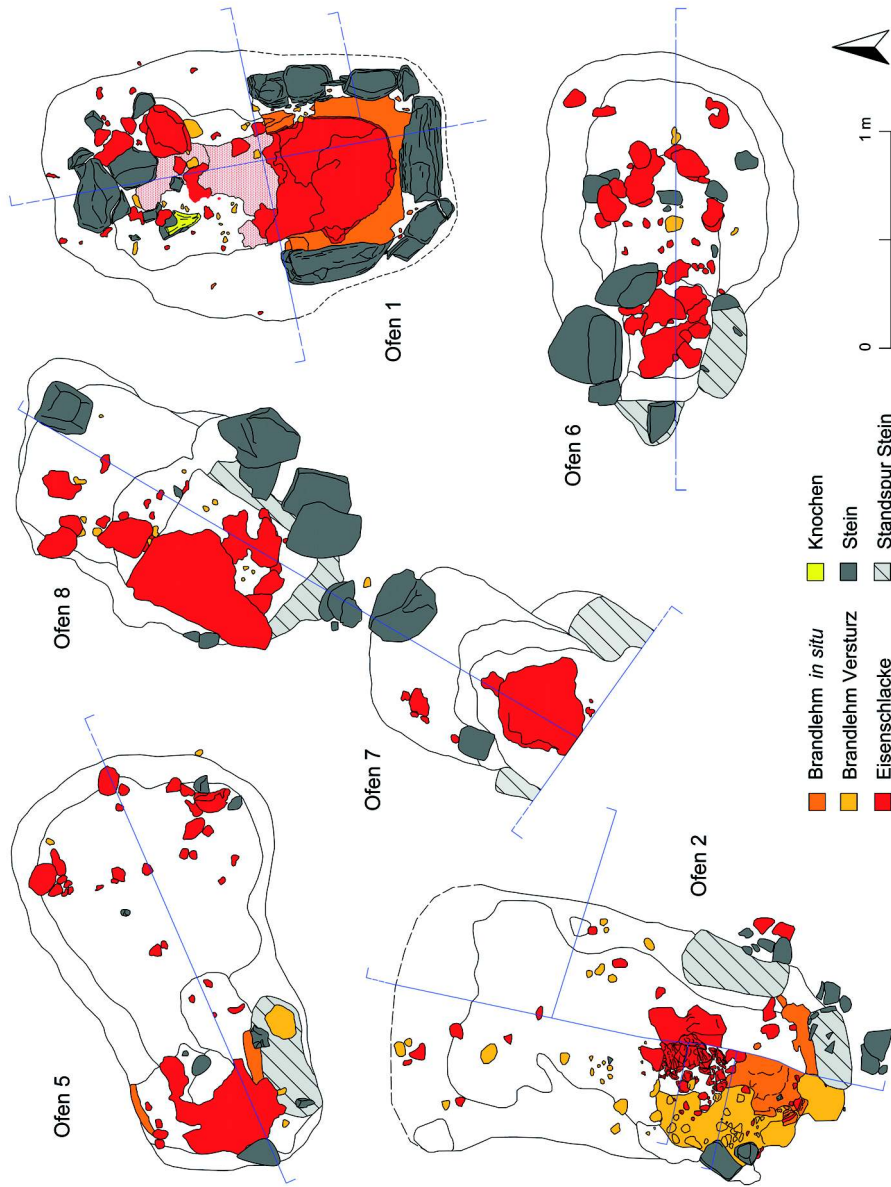 Ofen 5
Ofen 8
Ofen 1
Ofen 7
Ofen 6
Ofen 2
Brandlehm in situ
Brandlehm Versturz
Eisenschlacke
Knochen
Stein
Standspur Stein
0 1 m